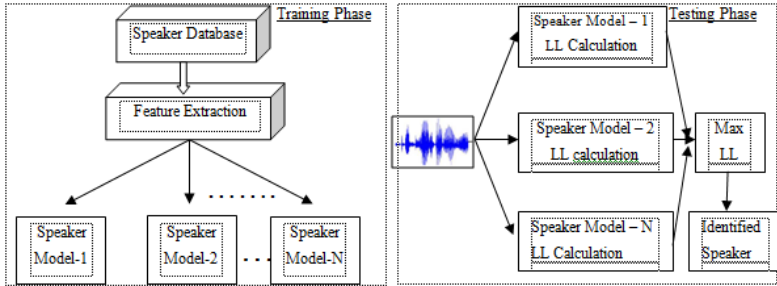 Training Phase
Speaker Database
Feature Extraction
Speaker
Model-1
Speaker
Model-2
Speaker
Model-N
Testing Phase
Speaker Model – 1
LL Calculation
Speaker Model – 2
LL calculation
Speaker Model – N
LL Calculation
Max
LL
Identified
Speaker